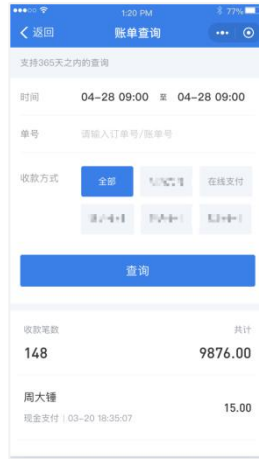 1:20 PM
77%
返回
账单查询
支持365天之内的查询
时间 04-28 09:00 至 04-28 09:00
单号 请输入订单号/账单号
收款方式 全部 在线支付
查询
收款笔数 共计
148 9876.00
周大锤
现金支付 | 03-20 18:35:07 15.00